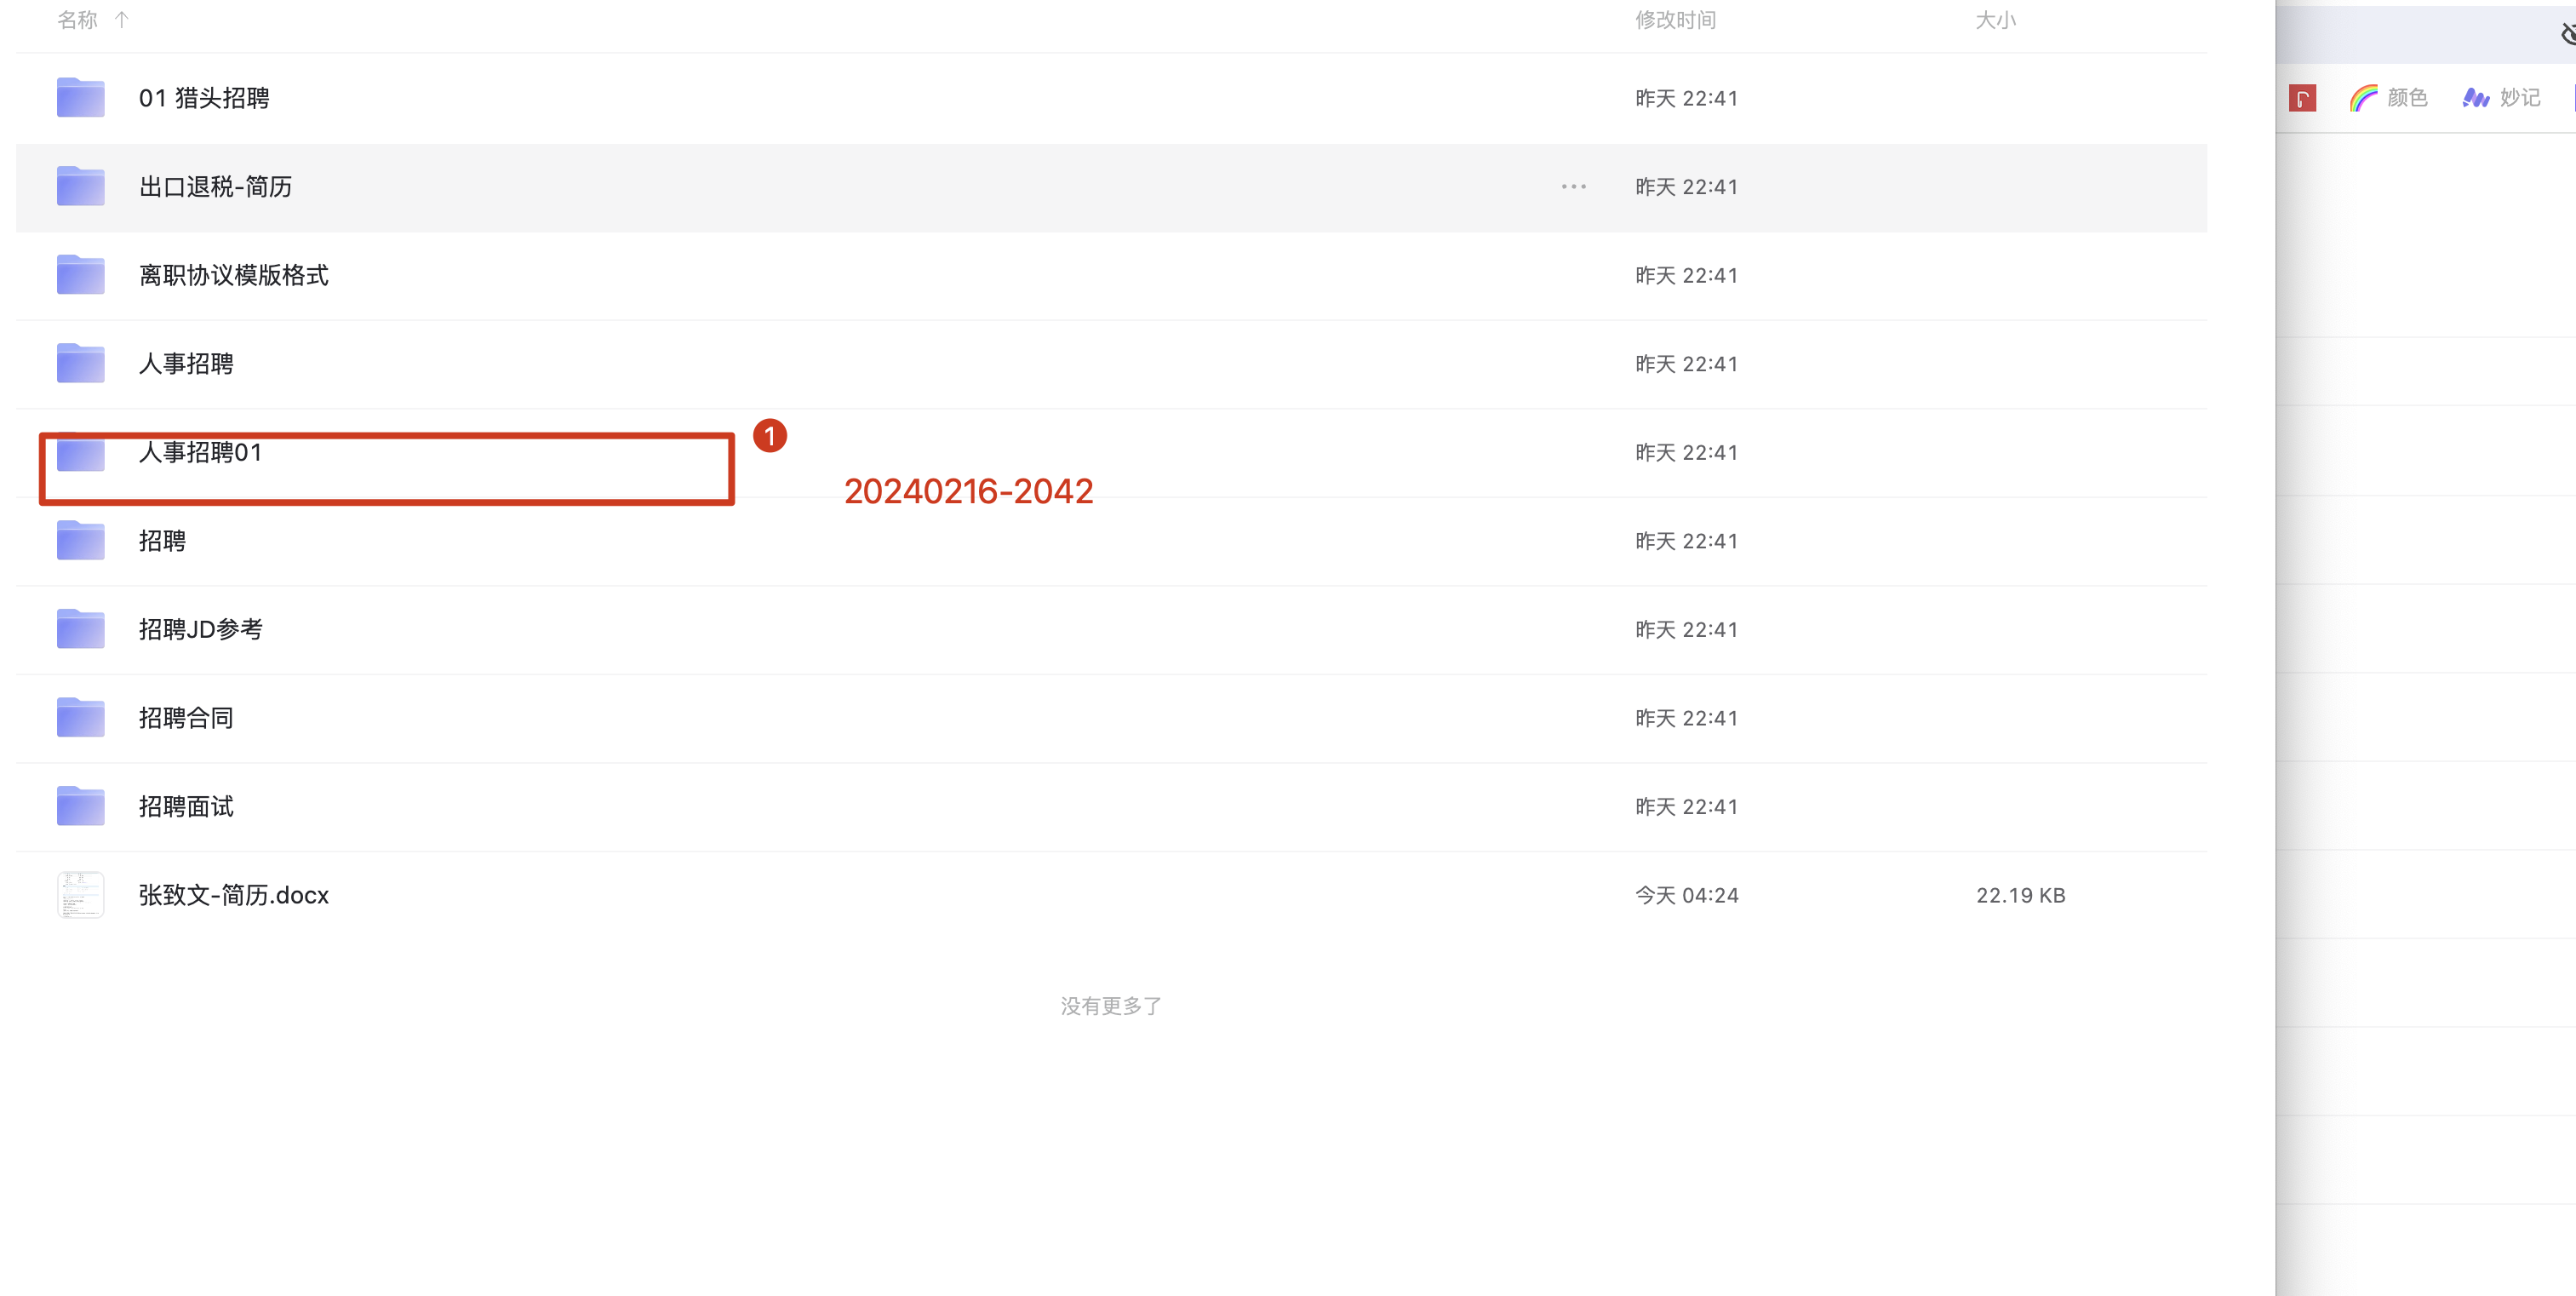 名称 ↑ 修改时间 大小
01 猎头招聘 昨天 22:41
出口退税-简历 ··· 昨天 22:41
离职协议模版格式 昨天 22:41
人事招聘 昨天 22:41
人事招聘01 昨天 22:41
1
20240216-2042
招聘 昨天 22:41
招聘JD参考 昨天 22:41
招聘合同 昨天 22:41
招聘面试 昨天 22:41
张致文-简历.docx 今天 04:24 22.19 KB
没有更多了
颜色 妙记